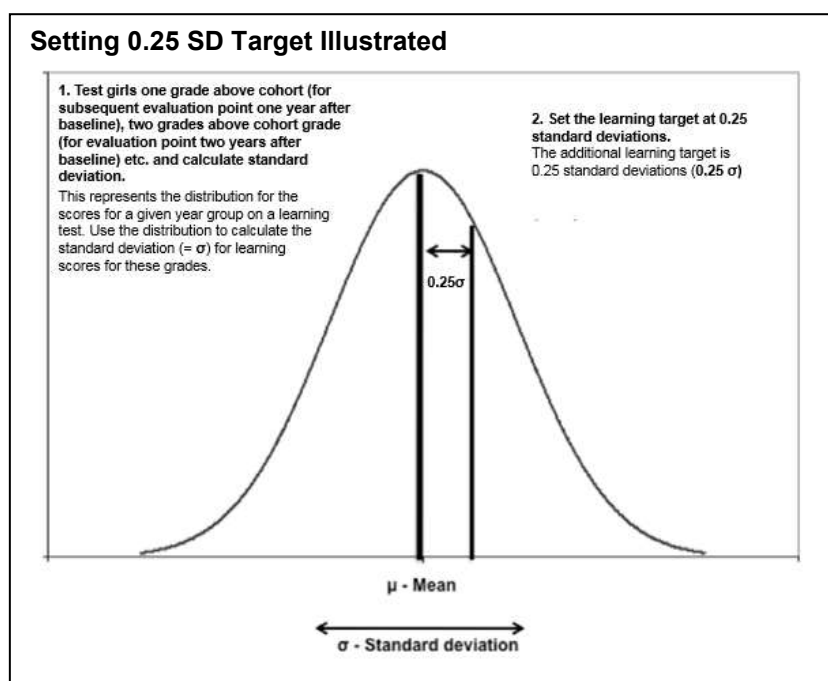 Setting 0.25 SD Target Illustrated
1. Test girls one grade above cohort (for
subsequent evaluation point one year after
baseline), two grades above cohort grade
(for evaluation point two years after
baseline) etc. and calculate standard
deviation.
This represents the distribution for the
scores for a given year group on a learning
test. Use the distribution to calculate the
standard deviation (= σ) for learning
scores for these grades.
2. Set the learning target at 0.25
standard deviations.
The additional learning target is
0.25 standard deviations (0.25 σ)
0.25σ
μ - Mean
σ - Standard deviation